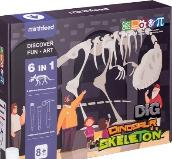 mirthfeed
DISCOVER
FUN - ART
6 IN 1
DIG
DINOSAUR
SKELETON
8+